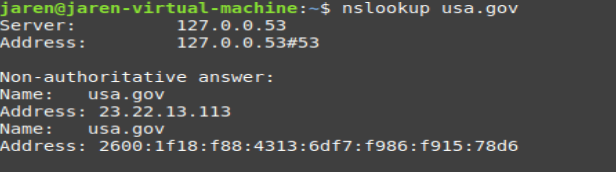 jaren@jaren-virtual-machine:~$ nslookup usa.gov
Server:         127.0.0.53
Address:        127.0.0.53#53

Non-authoritative answer:
Name:   usa.gov
Address: 23.22.13.113
Name:   usa.gov
Address: 2600:1f18:f88:4313:6df7:f986:f915:78d6